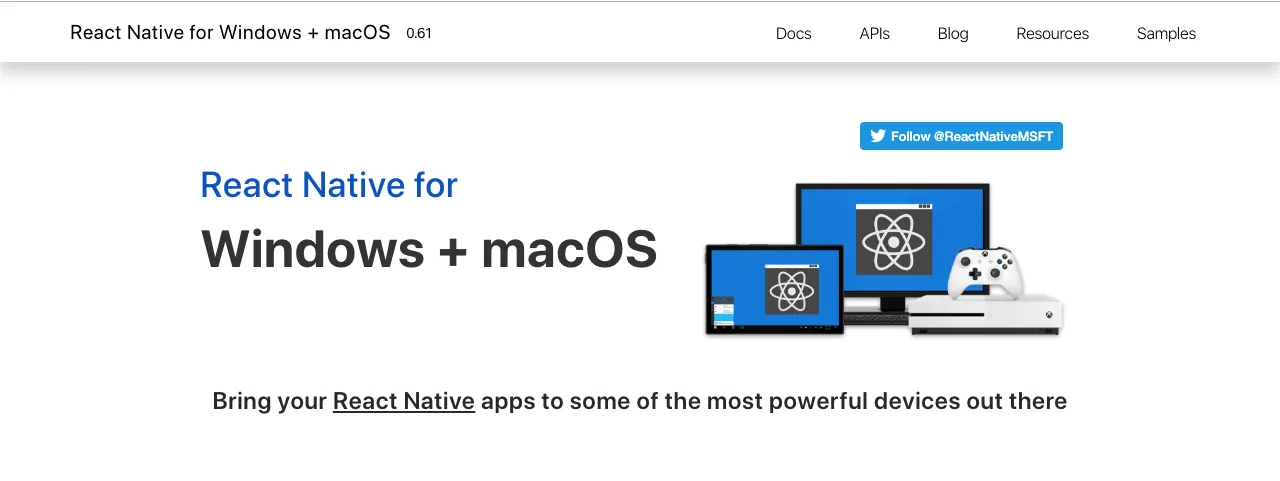 React Native for Windows + macOS 0.61 Docs APIs Blog Resources Samples
Follow @ReactNativeMSFT
React Native for
Windows + macOS
Bring your React Native apps to some of the most powerful devices out there